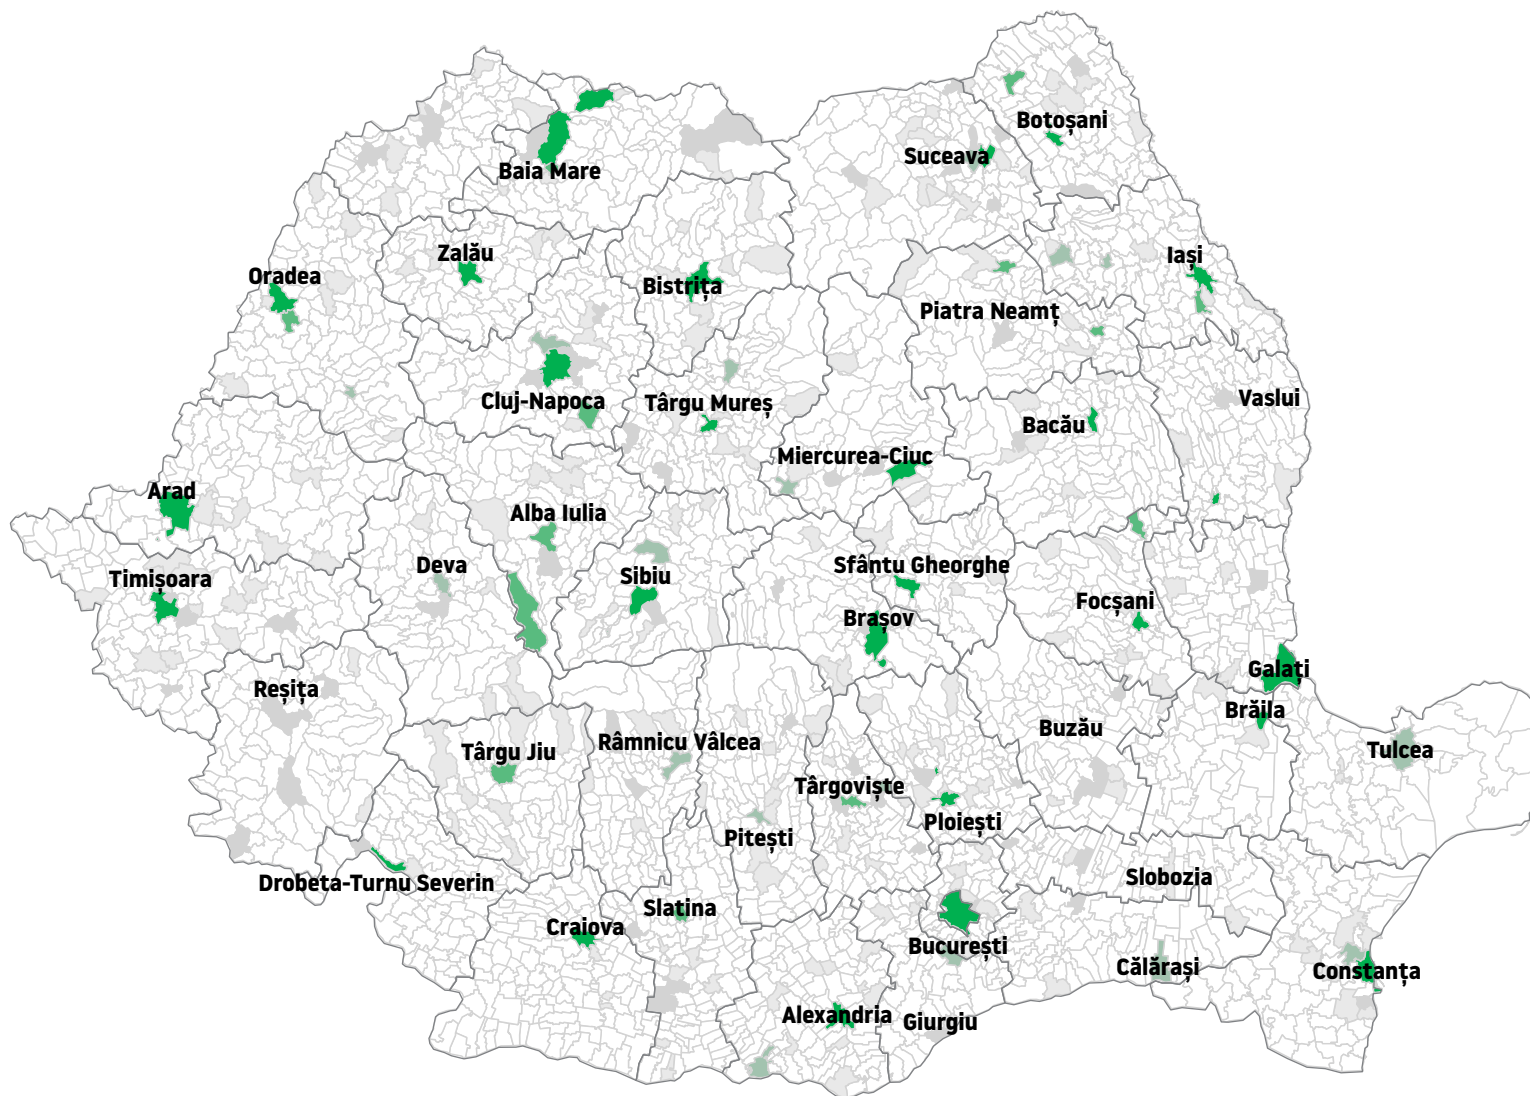 Botoșani
Suceava
Baia Mare
Zalău
Iași
Oradea
Bistrița
Piatra Neamț
Cluj-Napoca
Târgu Mureș
Vaslui
Bacău
Miercurea-Ciuc
Arad
Alba Iulia
Deva
Sfântu Gheorghe
Timișoara
Sibiu
Focșani
Brașov
Galați
Reșița
Brăila
Buzău
Râmnicu Vâlcea
Târgu Jiu
Tulcea
Târgoviște
Ploiești
Pitești
Slobozia
Drobeta-Turnu Severin
Slatina
Craiova
București
Călărași
Constanța
Alexandria
Giurgiu